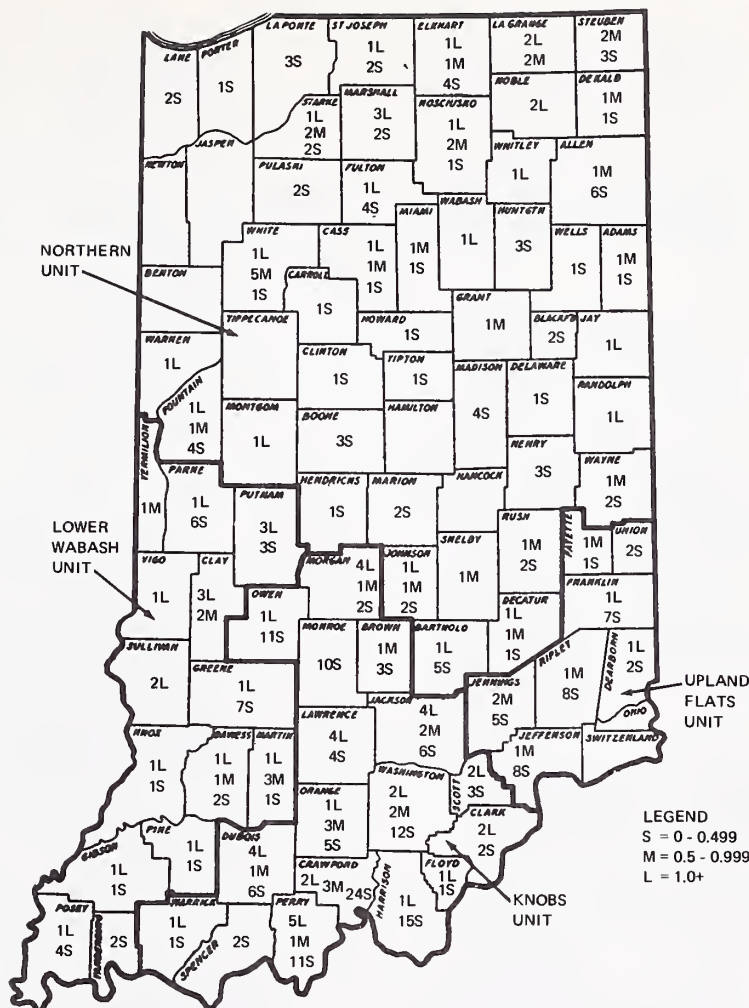 LAKE
2S
PORTER
1S
LAPORTE
3S
ST JOSEPH
1L
2S
ELKHART
1L
1M
4S
LA GRANGE
2L
2M
STEUBEN
2M
3S
STARKE
1L
2M
2S
MARSHALL
3L
2S
KOSCIUSKO
1L
2M
1S
NOBLE
2L
DEKALB
1M
1S
NEWTON
JASPER
PULASKI
2S
FULTON
1L
4S
WHITLEY
1L
ALLEN
1M
6S
WHITE
1L
5M
1S
CASS
1L
1M
1S
MIAMI
1M
1S
WABASH
1L
HUNTGTN
3S
WELLS
1S
ADAMS
1M
1S
NORTHERN
UNIT
BENTON
CARROLL
1S
TIPPECANOE
HOWARD
1S
GRANT
1M
BLACKFD
2S
JAY
1L
WARREN
1L
CLINTON
1S
TIPTON
1S
MADISON
4S
DELAWARE
1S
RANDOLPH
1L
FOUNTAIN
1L
1M
4S
MONTGOM
1L
BOONE
3S
HAMILTON
HENRY
3S
WAYNE
1M
2S
VERMILION
1M
PARKE
1L
6S
PUTNAM
3L
3S
HENDRICKS
1S
MARION
2S
HANCOCK
RUSH
1M
2S
FAYETTE
1M
1S
UNION
2S
LOWER
WABASH
UNIT
VIGO
1L
CLAY
3L
2M
OWEN
1L
11S
MORGAN
4L
1M
2S
JOHNSON
1L
1M
2S
SHELBY
1M
DECATUR
1L
1M
1S
FRANKLIN
1L
7S
SULLIVAN
2L
GREENE
1L
7S
MONROE
10S
BROWN
1M
3S
BARTHOLO
1L
5S
JENNINGS
2M
5S
RIPLEY
1M
8S
DEARBORN
1L
2S
OHIO
UPLAND
FLATS
UNIT
KNOX
1L
1S
DAVIESS
1L
1M
2S
MARTIN
1L
3M
1S
LAWRENCE
4L
4S
JACKSON
4L
2M
6S
JEFFERSON
1M
8S
SWITZERLAND
ORANGE
1L
3M
5S
WASHINGTON
2L
2M
12S
SCOTT
2L
3S
CLARK
2L
2S
GIBSON
1L
1S
PIKE
1L
1S
DUBOIS
4L
1M
6S
CRAWFORD
2L 3M 24S
HARRISON
1L
15S
FLOYD
1L
1S
KNOBS
UNIT
POSEY
1L
4S
2S
WARRICK
1L
1S
SPENCER
2S
PERRY
5L
1M
11S
LEGEND
S = 0 - 0.499
M = 0.5 - 0.999
L = 1.0+